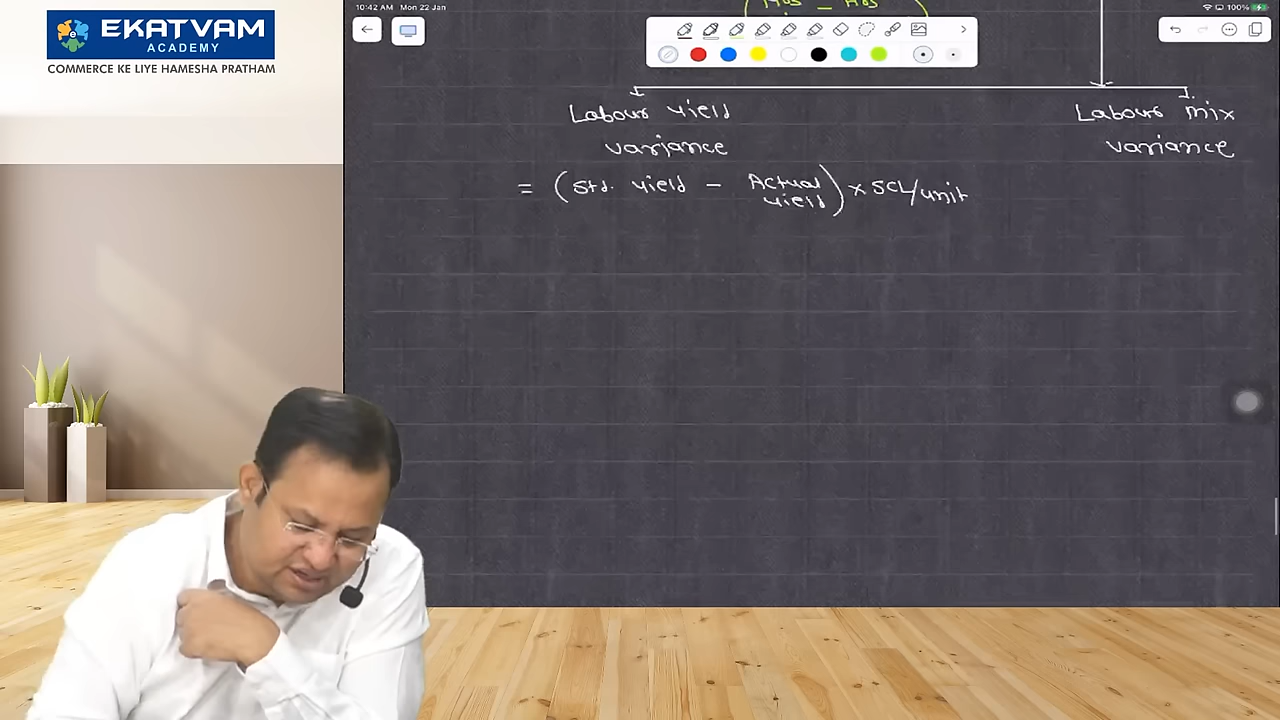 EKATVAM
ACADEMY
COMMERCE KE LIYE HAMESHA PRATHAM
10:42 AM Mon 22 Jan
100%
Labour yield
variance
Labour mix
variance
= (Std. yield - Actual yield) × SCL/unit